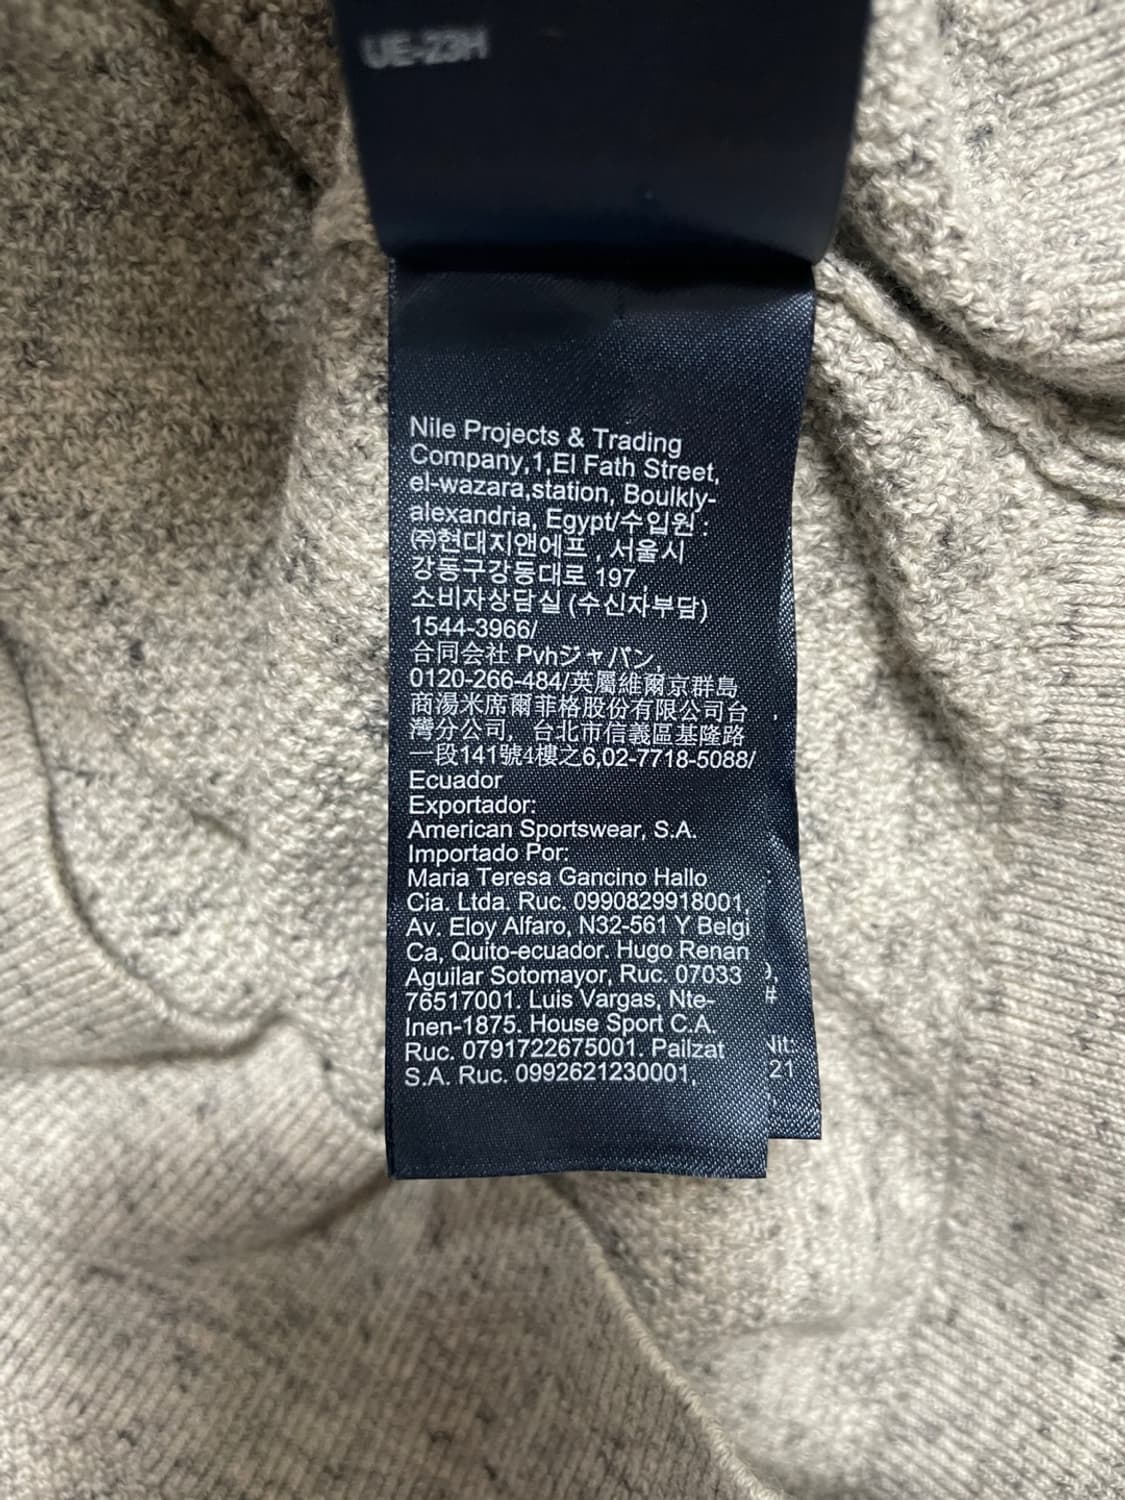 UE-23H
Nile Projects & Trading
Company,1,El Fath Street,
el-wazara,station, Boulkly-
alexandria, Egypt/수입원 :
㈜현대지앤에프 , 서울시
강동구강동대로 197,
소비자상담실 (수신자부담)
1544-3966/
合同会社 Pvhジャパン,
0120-266-484/英屬維爾京群島
商湯米席爾菲格股份有限公司台
灣分公司, 台北市信義區基隆路
一段141號4樓之6,02-7718-5088/
Ecuador
Exportador:
American Sportswear, S.A.
Importado Por:
Maria Teresa Gancino Hallo
Cia. Ltda. Ruc. 0990829918001,
Av. Eloy Alfaro, N32-561 Y Belgi
Ca, Quito-ecuador. Hugo Renan
Aguilar Sotomayor, Ruc. 07033
76517001. Luis Vargas, Nte-
Inen-1875. House Sport C.A.
Ruc. 0791722675001. Pailzat
S.A. Ruc. 0992621230001,
#
Nit:
21